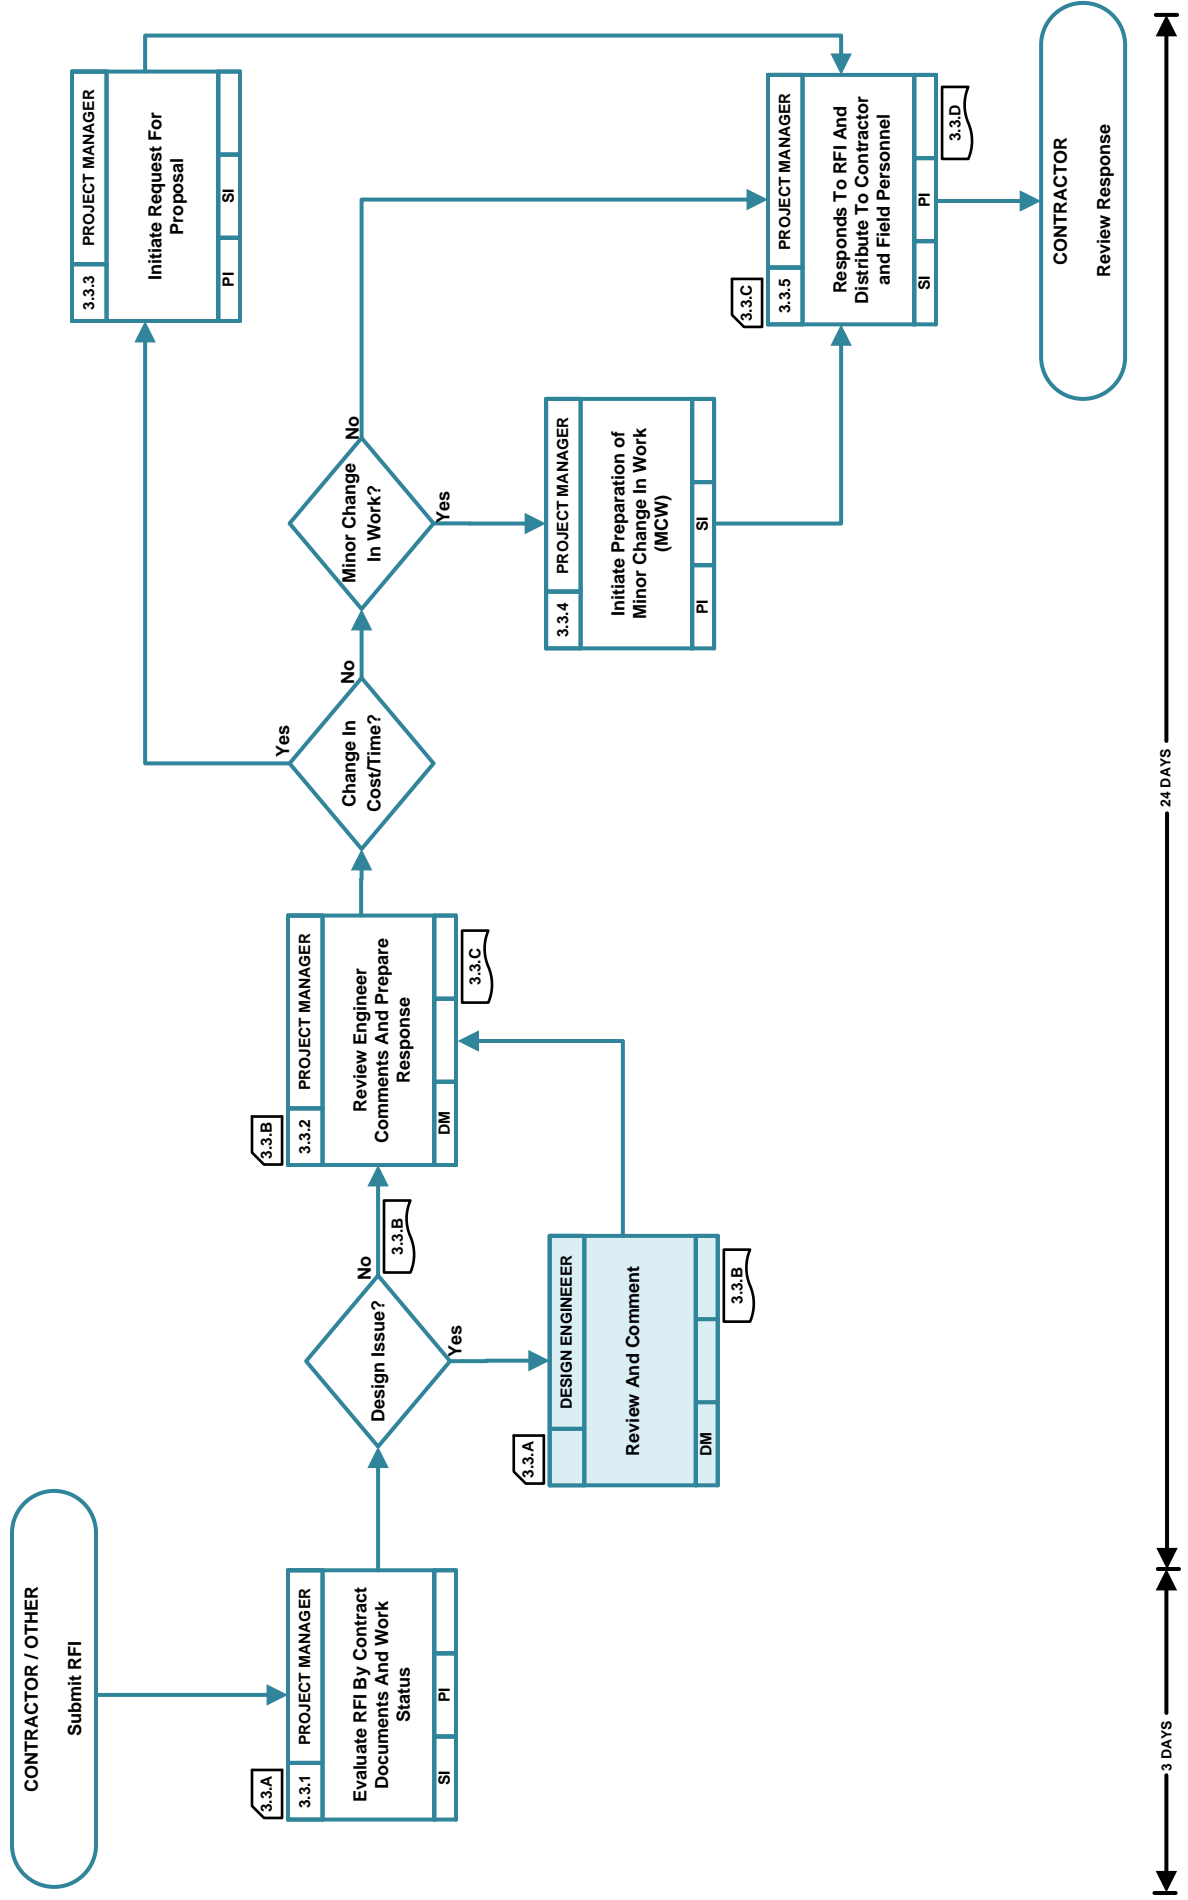 CONTRACTOR / OTHER
Submit RFI
3.3.A
3.3.1
PROJECT MANAGER
Evaluate RFI By Contract
Documents And Work
Status
SI
PI
Design Issue?
No
Yes
3.3.B
3.3.A
DESIGN ENGINEEER
Review And Comment
DM
3.3.B
3.3.B
3.3.2
PROJECT MANAGER
Review Engineer
Comments And Prepare
Response
DM
3.3.C
Change In
Cost/Time?
Yes
No
3.3.3
PROJECT MANAGER
Initiate Request For
Proposal
PI
SI
Minor Change
In Work?
No
Yes
3.3.4
PROJECT MANAGER
Initiate Preparation of
Minor Change In Work
(MCW)
PI
SI
3.3.C
3.3.5
PROJECT MANAGER
Responds To RFI And
Distribute To Contractor
and Field Personnel
SI
PI
3.3.D
CONTRACTOR
Review Response
3 DAYS
24 DAYS